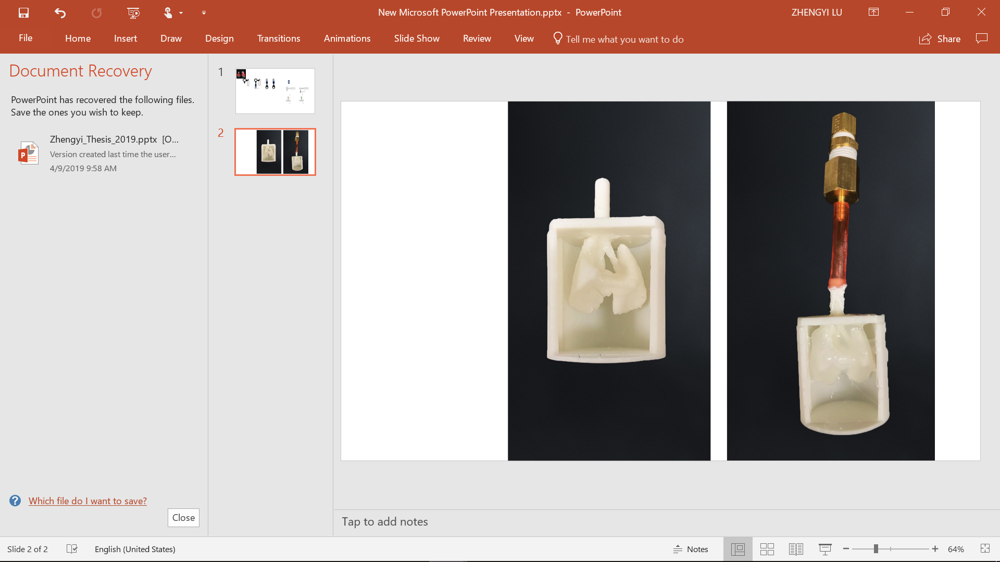 New Microsoft PowerPoint Presentation.pptx - PowerPoint
ZHENGYI LU
File
Home
Insert
Draw
Design
Transitions
Animations
Slide Show
Review
View
Tell me what you want to do
Share
Document Recovery
PowerPoint has recovered the following files.
Save the ones you wish to keep.
P
Zhengyi_Thesis_2019.pptx [O...
Version created last time the user...
4/9/2019 9:58 AM
? Which file do I want to save?
Close
1
2
Tap to add notes
Slide 2 of 2
English (United States)
Notes
64%